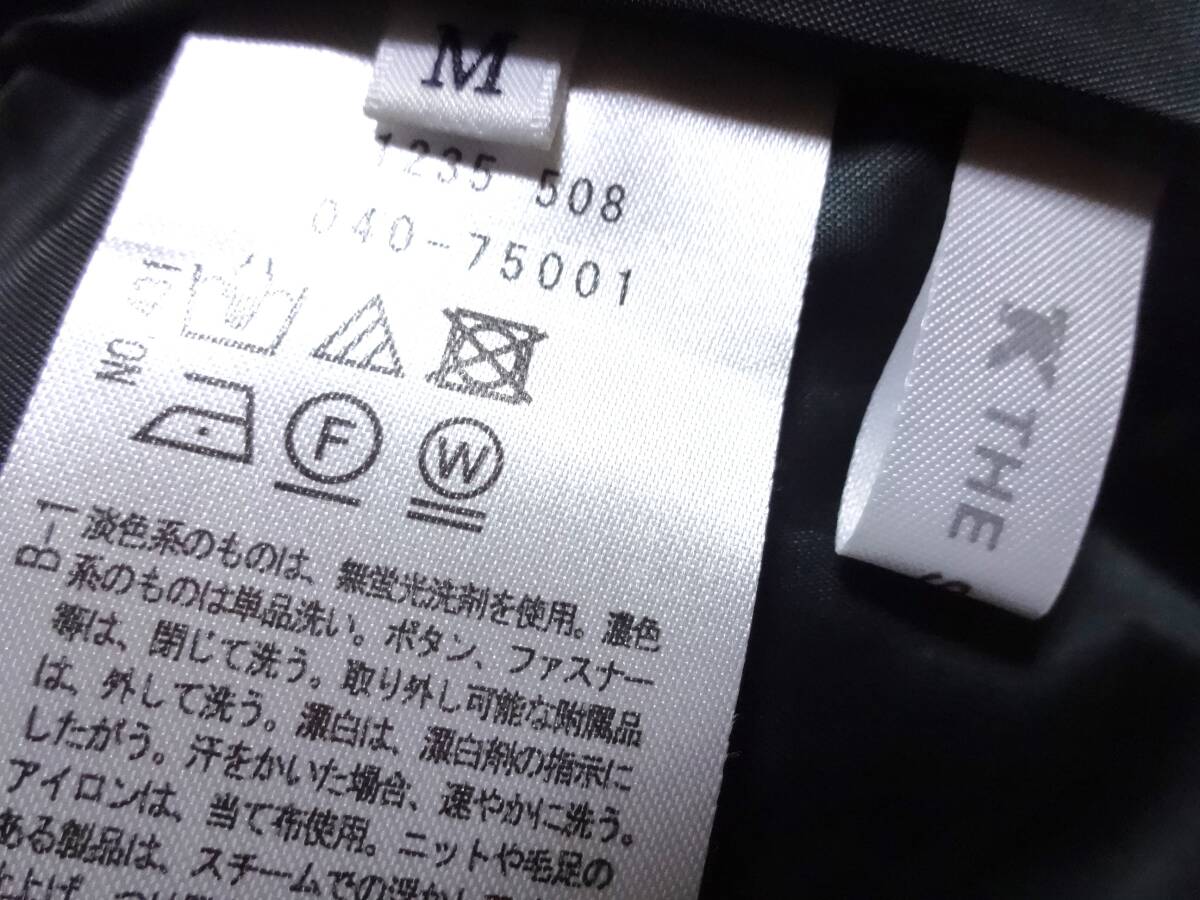 M
1235 508
040-75001
NO
F
W
B-1
淡色系のものは、無蛍光洗剤を使用。濃色
系のものは単品洗い。ボタン、ファスナー
等は、閉じて洗う。取り外し可能な附属品
は、外して洗う。漂白は、漂白剤の指示に
したがう。汗をかいた場合、速やかに洗う。
アイロンは、当て布使用。ニットや毛足の
ある製品は、スチームでの浮かし
K THE